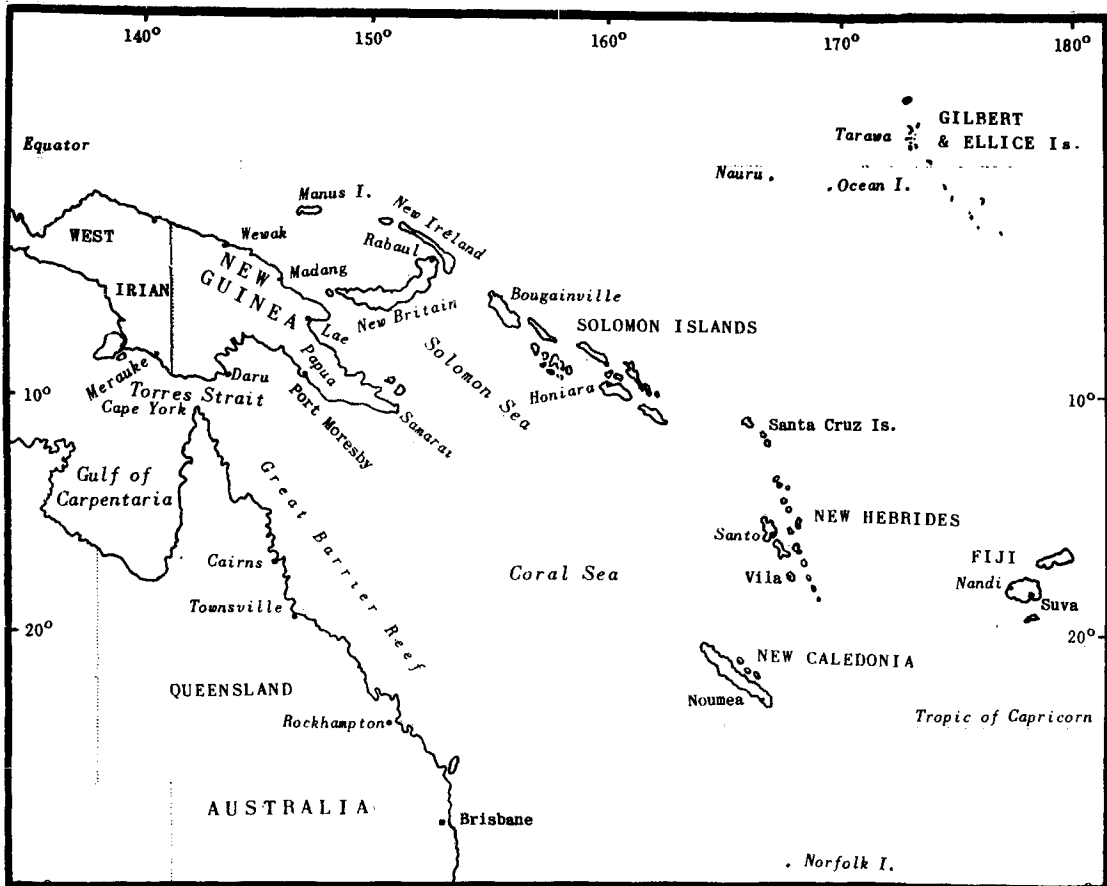 140°
150°
160°
170°
180°
GILBERT
& ELLICE Is.
Tarawa
Equator
Nauru
Ocean I.
Manus I.
New Ireland
WEST
IRIAN
Wewak
Rabaul
NEW
GUINEA
Madang
Bougainville
New Britain
SOLOMON ISLANDS
Lae
Papua
Solomon Sea
Merauke
Daru
Honiara
10°
Torres Strait
Cape York
Port Moresby
Samarai
10°
Santa Cruz Is.
Gulf of
Carpentaria
Great Barrier Reef
NEW HEBRIDES
Santo
Cairns
Coral Sea
Vila
FIJI
Nandi
Suva
Townsville
20°
20°
NEW CALEDONIA
QUEENSLAND
Noumea
Rockhampton
Tropic of Capricorn
AUSTRALIA
Brisbane
Norfolk I.